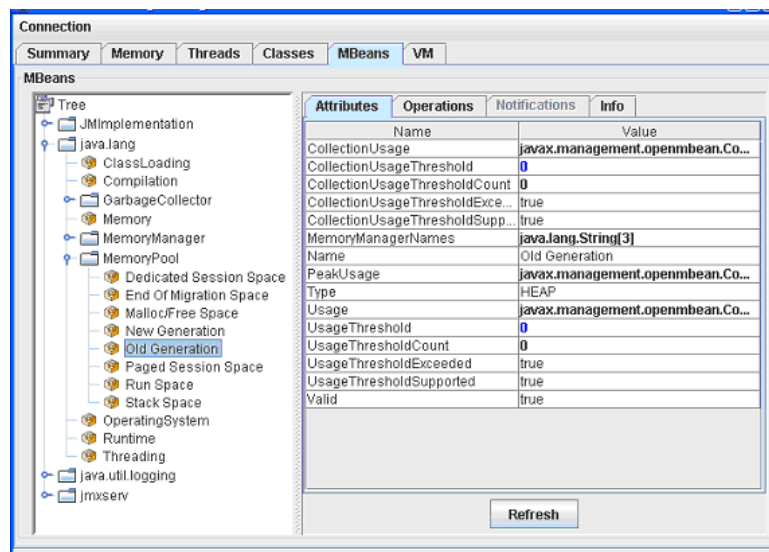 Connection
Summary Memory Threads Classes MBeans VM
MBeans
Tree
JMImplementation
java.lang
ClassLoading
Compilation
GarbageCollector
Memory
MemoryManager
MemoryPool
Dedicated Session Space
End Of Migration Space
Malloc/Free Space
New Generation
Old Generation
Paged Session Space
Run Space
Stack Space
OperatingSystem
Runtime
Threading
java.util.logging
jmxserv
Attributes Operations Notifications Info
Name Value
CollectionUsage javax.management.openmbean.Co...
CollectionUsageThreshold 0
CollectionUsageThresholdCount 0
CollectionUsageThresholdExce... true
CollectionUsageThresholdSupp... true
MemoryManagerNames java.lang.String[3]
Name Old Generation
PeakUsage javax.management.openmbean.Co...
Type HEAP
Usage javax.management.openmbean.Co...
UsageThreshold 0
UsageThresholdCount 0
UsageThresholdExceeded true
UsageThresholdSupported true
Valid true
Refresh